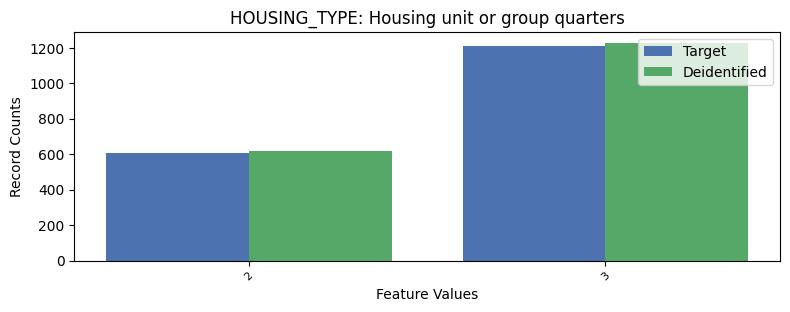 HOUSING_TYPE: Housing unit or group quarters
1200
1000
800
600
400
200
0
Record Counts
Target
Deidentified
2
3
Feature Values